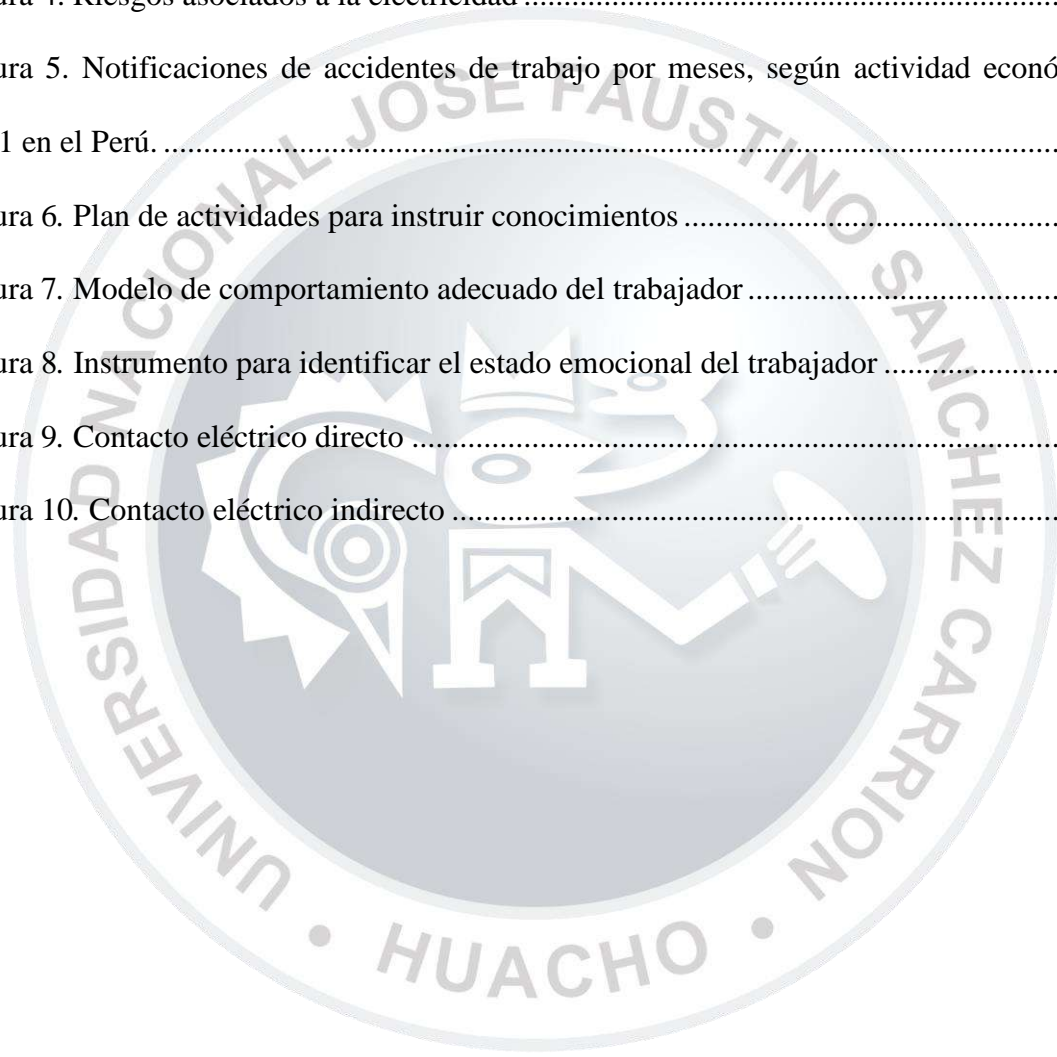 ura 4. Riesgos asociados a la electricidad
ura 5. Notificaciones de accidentes de trabajo por meses, según actividad econó
1 en el Perú.
ura 6. Plan de actividades para instruir conocimientos
ura 7. Modelo de comportamiento adecuado del trabajador
ura 8. Instrumento para identificar el estado emocional del trabajador
ura 9. Contacto eléctrico directo
ura 10. Contacto eléctrico indirecto
UNIVERSIDAD NACIONAL JOSE FAUSTINO SANCHEZ CARRION
• HUACHO •